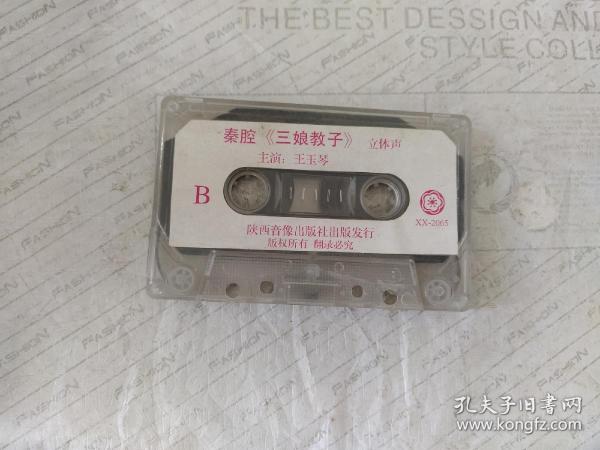 THE BEST DESSIGN AND
STYLE COLL
秦腔《三娘教子》 立体声
主演：王玉琴
B
XX-2065
陕西音像出版社出版发行
版权所有 翻录必究
FASHION
孔夫子旧书网
www.kongfz.com